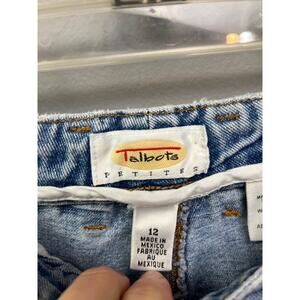 Talbots
PETITES
12
MADE IN
MEXICO
FABRIQUE AU
MEXIQUE